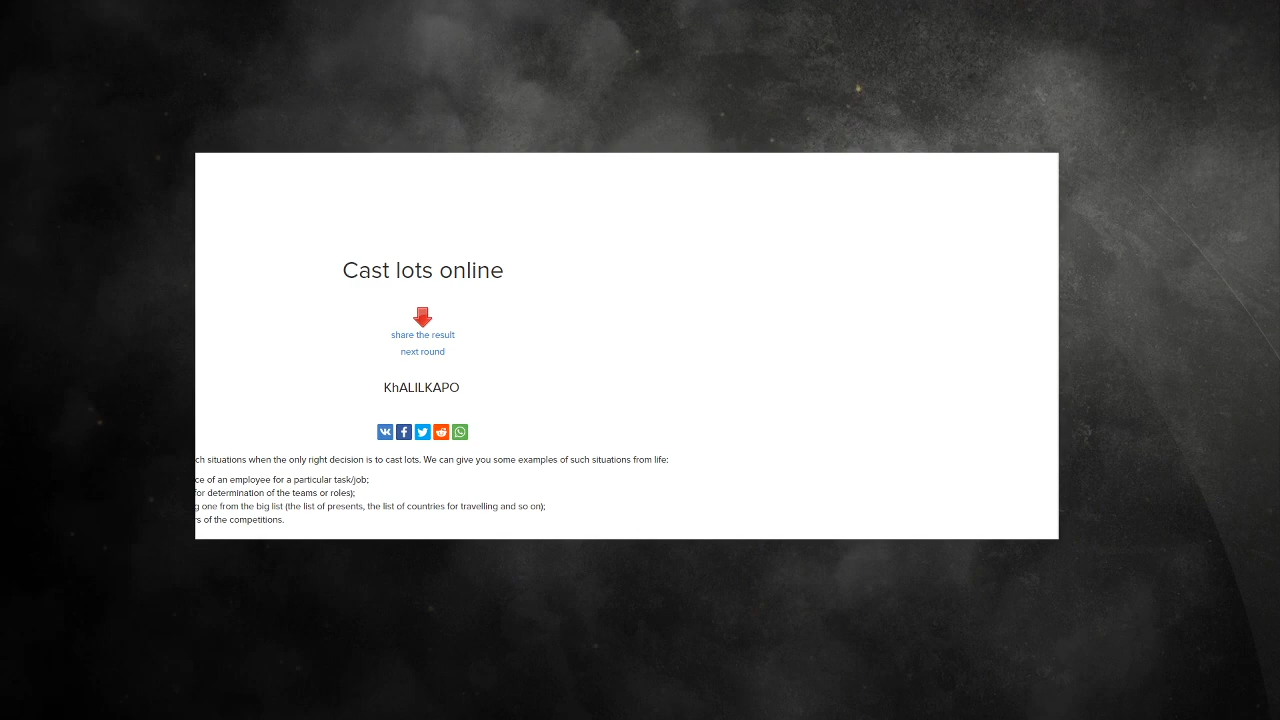 Cast lots online
share the result
next round
KhALILKAPO
ch situations when the only right decision is to cast lots. We can give you some examples of such situations from life:
ce of an employee for a particular task/job;
for determination of the teams or roles);
g one from the big list (the list of presents, the list of countries for travelling and so on);
rs of the competitions.